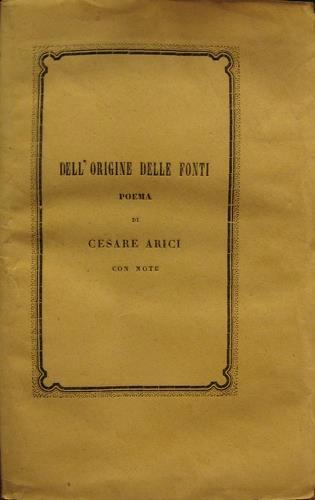 DELL' ORIGINE DELLE FONTI
POEMA
DI
CESARE ARICI
CON NOTE